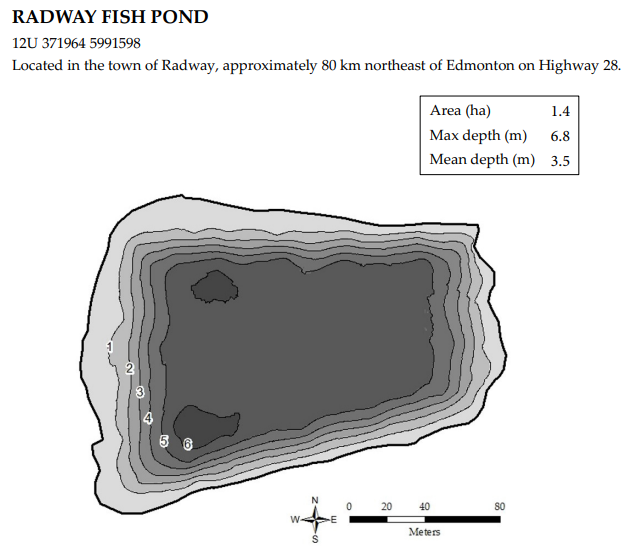 RADWAY FISH POND
12U 371964 5991598
Located in the town of Radway, approximately 80 km northeast of Edmonton on Highway 28.
Area (ha) 1.4
Max depth (m) 6.8
Mean depth (m) 3.5
1
2
3
4
5
6
N
W E
S
0 20 40 80
Meters